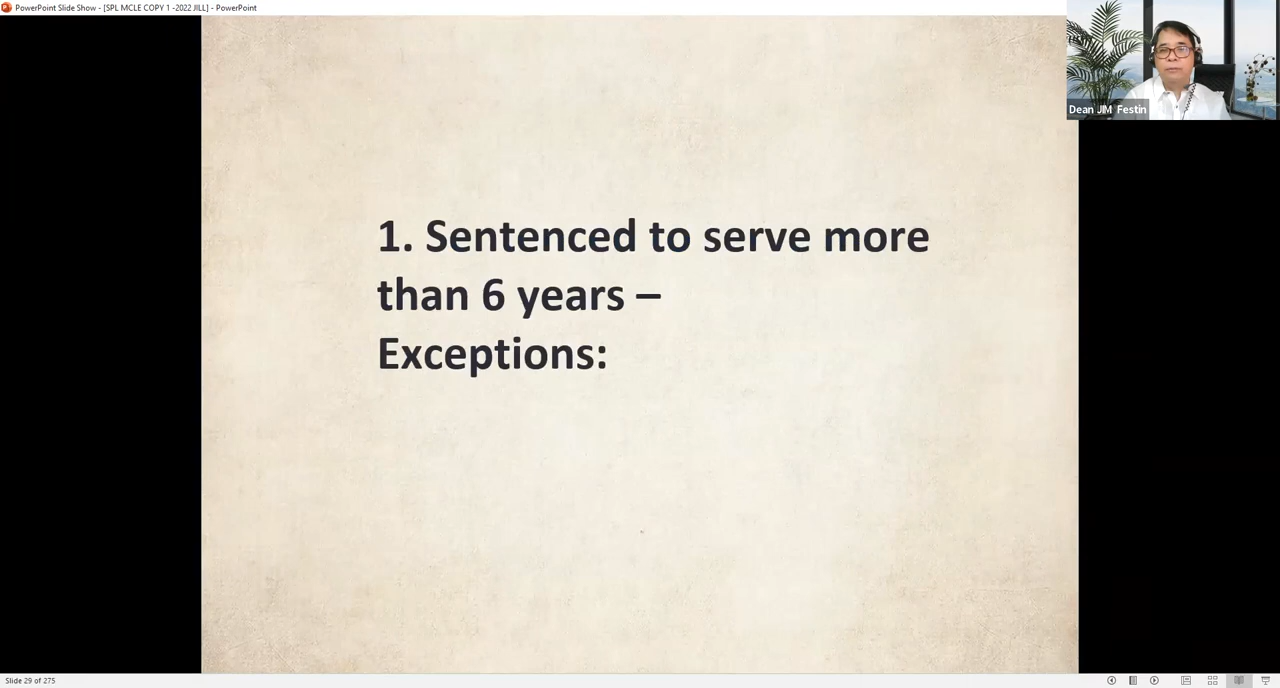 PowerPoint Slide Show - [SPL MCLE COPY 1 -2022 JILL] - PowerPoint
Dean JIM Festin
1. Sentenced to serve more
than 6 years –
Exceptions:
Slide 29 of 275